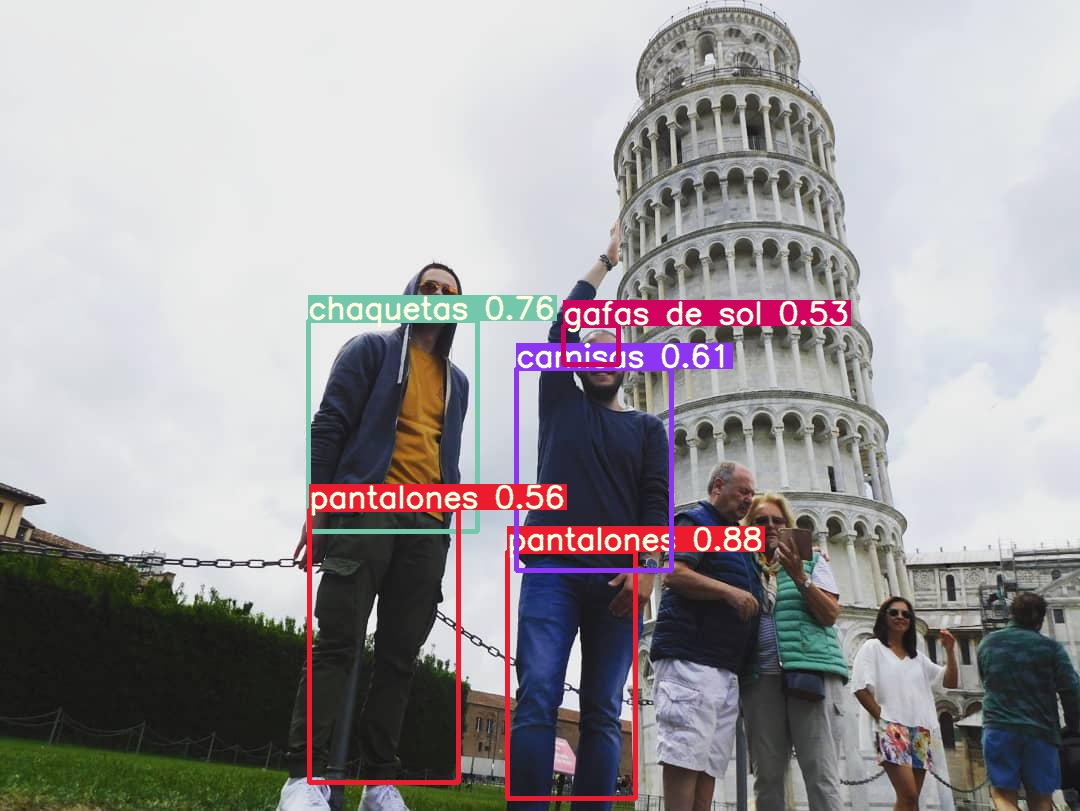 chaquetas 0.76
gafas de sol 0.53
camisas 0.61
pantalones 0.56
pantalones 0.88